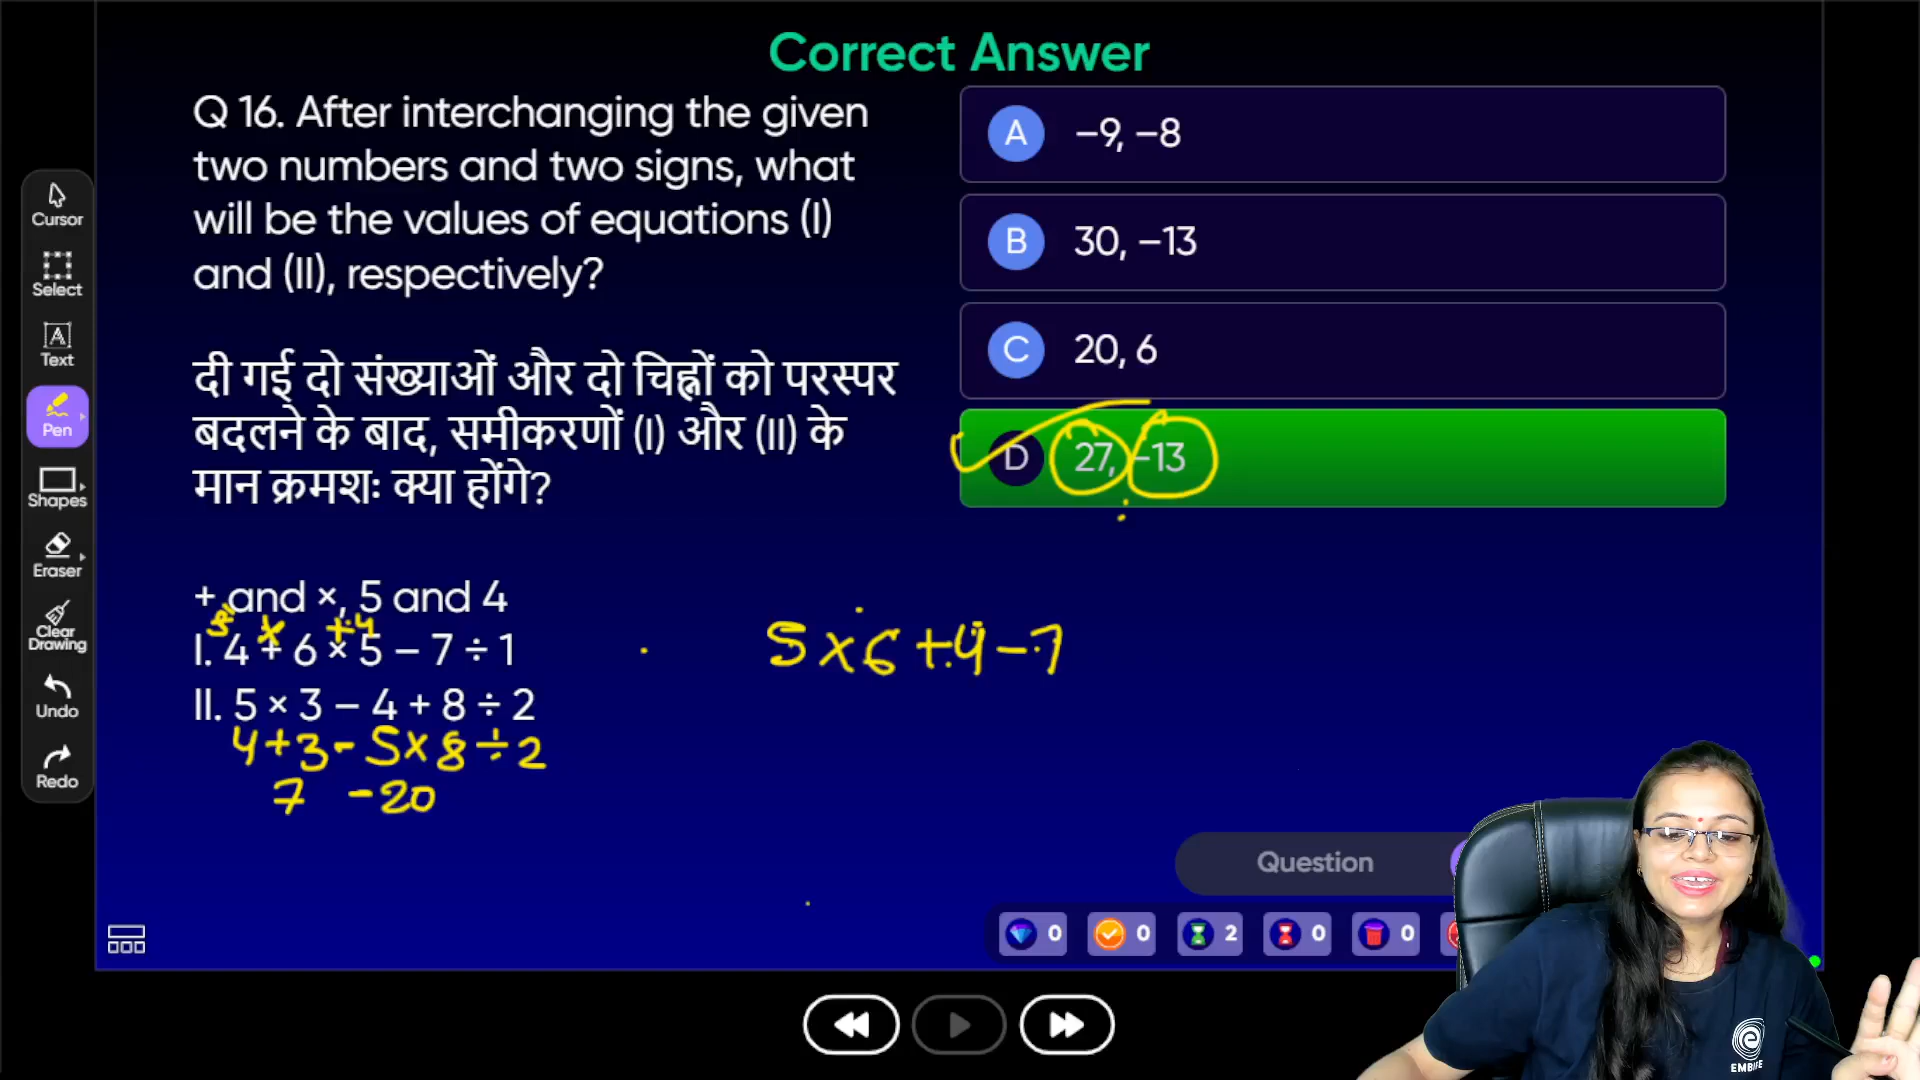 Correct Answer
Q 16. After interchanging the given
two numbers and two signs, what
will be the values of equations (I)
and (II), respectively?
दी गई दो संख्याओं और दो चिह्नों को परस्पर
बदलने के बाद, समीकरणों (I) और (II) के
मान क्रमशः क्या होंगे?
+ and ×, 5 and 4
× +4
I. 4 + 6 × 5 – 7 ÷ 1
II. 5 × 3 – 4 + 8 ÷ 2
4+3-5×8÷2
7 -20
A –9, –8
B 30, –13
C 20, 6
D 27, –13
5×6+4-7
Cursor
Select
Text
Pen
Shapes
Eraser
Clear
Drawing
Undo
Redo
Question
0 0 2 0 0
EMBIBE